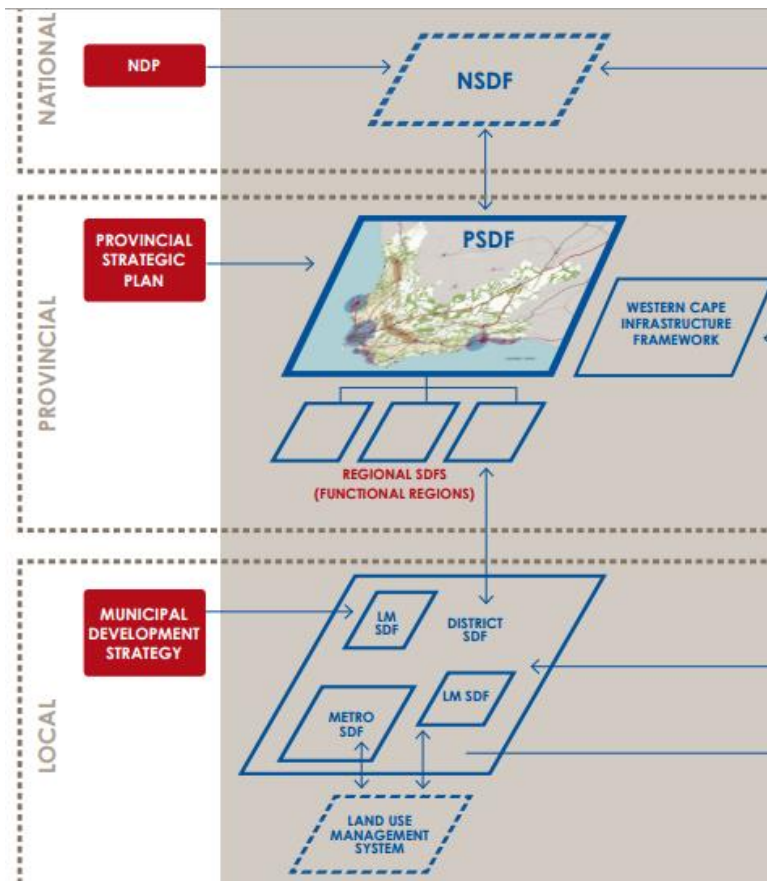 NATIONAL
NDP
NSDF
PROVINCIAL
PROVINCIAL
STRATEGIC
PLAN
PSDF
WESTERN CAPE
INFRASTRUCTURE
FRAMEWORK
REGIONAL SDFS
(FUNCTIONAL REGIONS)
LOCAL
MUNICIPAL
DEVELOPMENT
STRATEGY
LM
SDF
DISTRICT
SDF
LM SDF
METRO
SDF
LAND USE
MANAGEMENT
SYSTEM